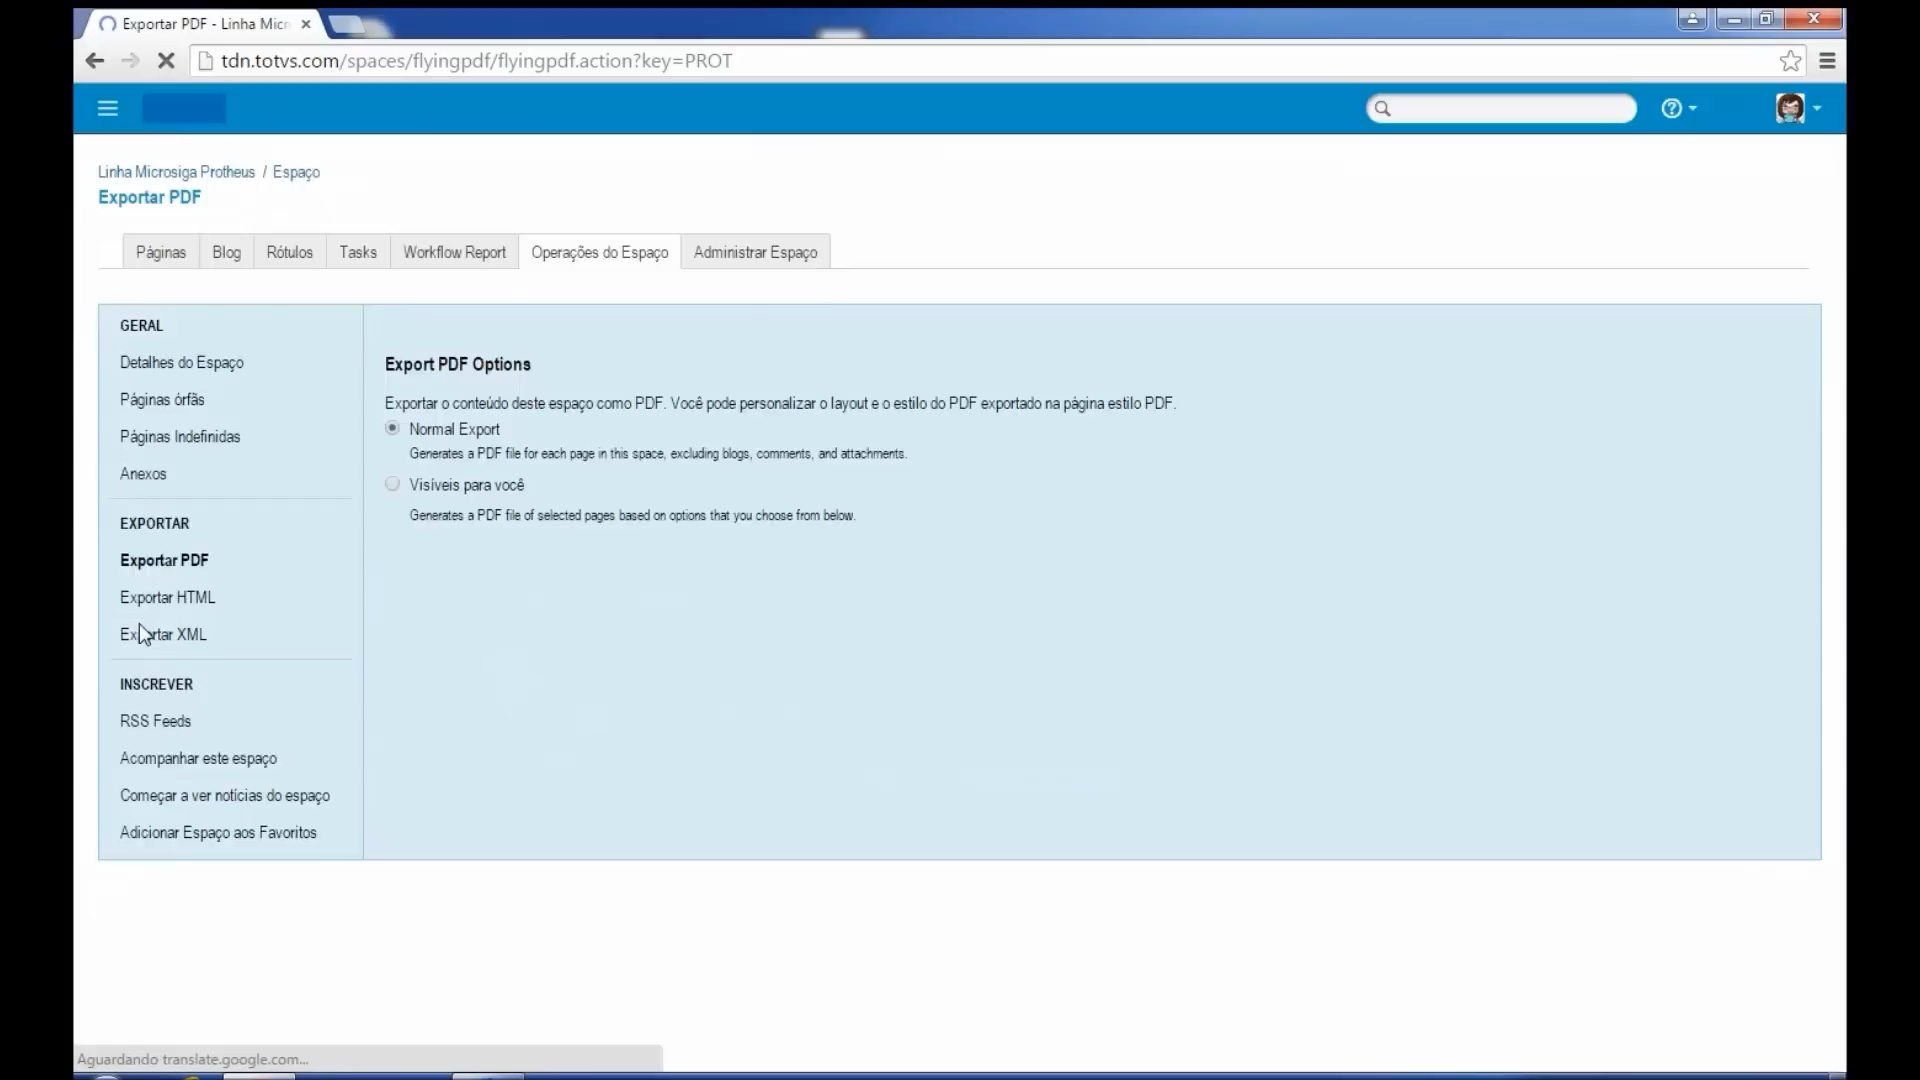 Exportar PDF - Linha Micr
tdn.totvs.com/spaces/flyingpdf/flyingpdf.action?key=PROT
Linha Microsiga Protheus / Espaço
Exportar PDF
Páginas Blog Rótulos Tasks Workflow Report Operações do Espaço Administrar Espaço
GERAL
Detalhes do Espaço
Páginas órfãs
Páginas Indefinidas
Anexos
EXPORTAR
Exportar PDF
Exportar HTML
Exportar XML
INSCREVER
RSS Feeds
Acompanhar este espaço
Começar a ver notícias do espaço
Adicionar Espaço aos Favoritos
Export PDF Options
Exportar o conteúdo deste espaço como PDF. Você pode personalizar o layout e o estilo do PDF exportado na página estilo PDF.
Normal Export
Generates a PDF file for each page in this space, excluding blogs, comments, and attachments.
Visíveis para você
Generates a PDF file of selected pages based on options that you choose from below.
Aguardando translate.google.com...